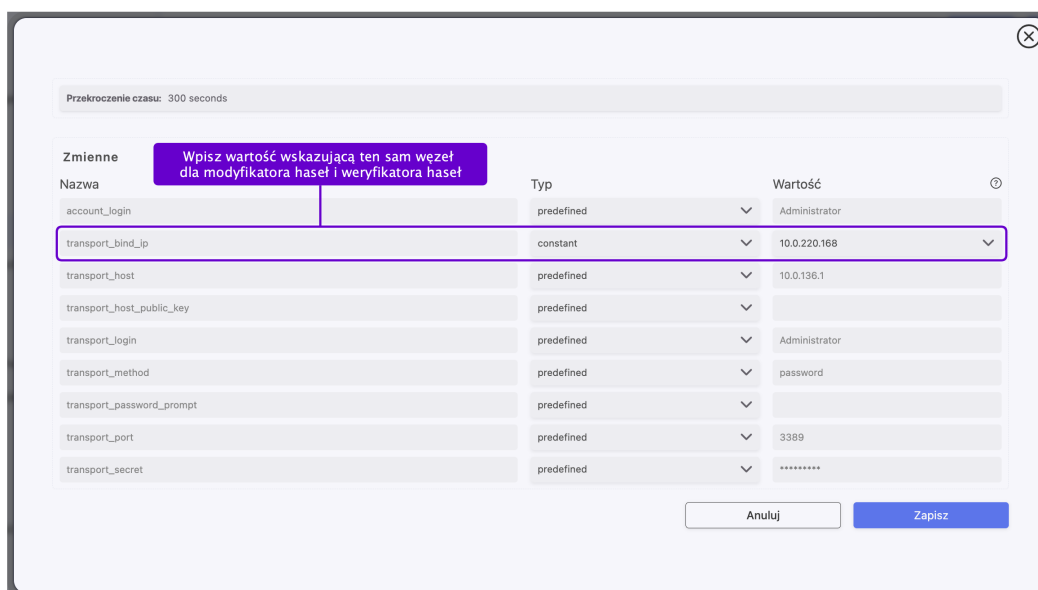 Przekroczenie czasu: 300 seconds
Zmienne
Wpisz wartość wskazującą ten sam węzeł
dla modyfikatora haseł i weryfikatora haseł
Nazwa Typ Wartość ?
account_login predefined Administrator
transport_bind_ip constant 10.0.220.168
transport_host predefined 10.0.136.1
transport_host_public_key predefined
transport_login predefined Administrator
transport_method predefined password
transport_password_prompt predefined
transport_port predefined 3389
transport_secret predefined *********
Anuluj Zapisz